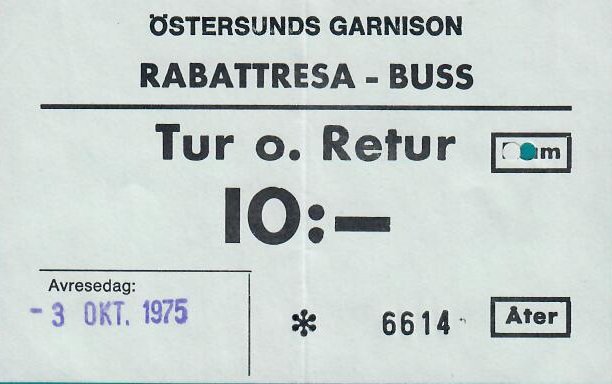 ÖSTERSUNDS GARNISON
RABATTRESA - BUSS
Tur o. Retur
10:-
Avresedag:
- 3 OKT. 1975
* 6614
Åter